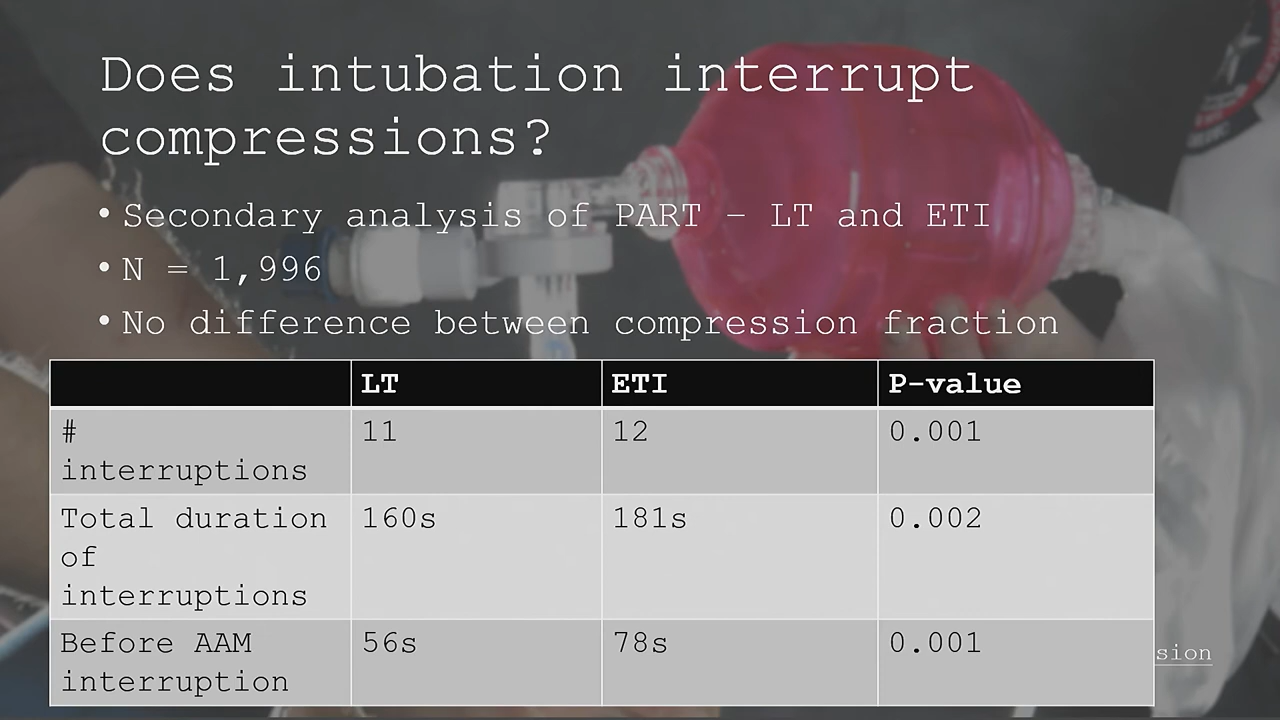 Does intubation interrupt
compressions?
• Secondary analysis of PART – LT and ETI
• N = 1,996
• No difference between compression fraction
LT ETI P-value
#
interruptions 11 12 0.001
Total duration
of
interruptions 160s 181s 0.002
Before AAM
interruption 56s 78s 0.001
sion